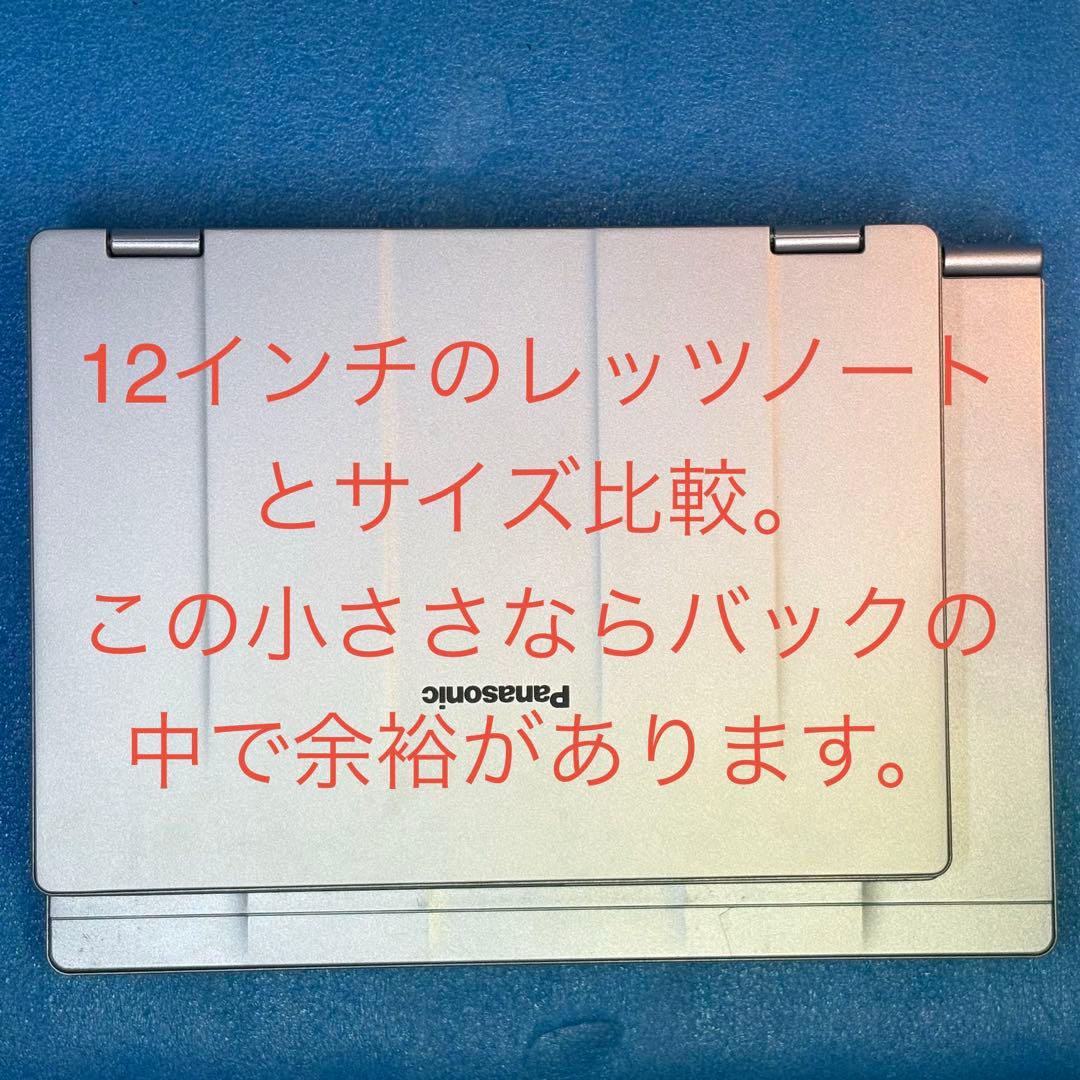 12インチのレッツノート
とサイズ比較。
この小ささならバックの
Panasonic
中で余裕があります。